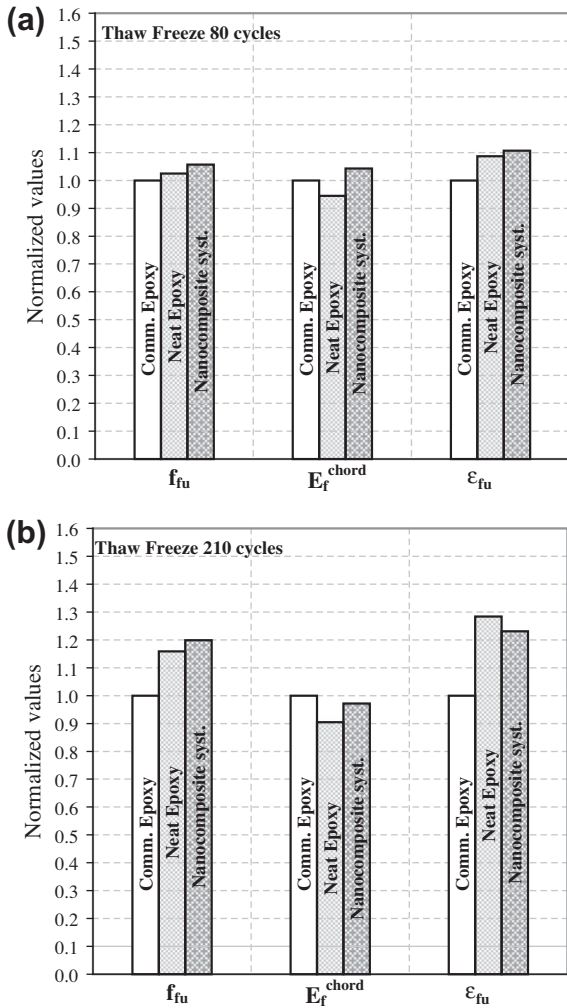 (a)
Thaw Freeze 80 cycles
Normalized values
1.6
1.5
1.4
1.3
1.2
1.1
1.0
0.9
0.8
0.7
0.6
0.5
0.4
0.3
0.2
0.1
0.0
Comm. Epoxy
Neat Epoxy
Nanocomposite syst.
Comm. Epoxy
Neat Epoxy
Nanocomposite syst.
Comm. Epoxy
Neat Epoxy
Nanocomposite syst.
f_fu
E_f^chord
ε_fu
(b)
Thaw Freeze 210 cycles
Normalized values
1.6
1.5
1.4
1.3
1.2
1.1
1.0
0.9
0.8
0.7
0.6
0.5
0.4
0.3
0.2
0.1
0.0
Comm. Epoxy
Neat Epoxy
Nanocomposite syst.
Comm. Epoxy
Neat Epoxy
Nanocomposite syst.
Comm. Epoxy
Neat Epoxy
Nanocomposite syst.
f_fu
E_f^chord
ε_fu